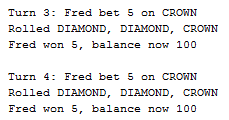 Turn 3: Fred bet 5 on CROWN
Rolled DIAMOND, DIAMOND, CROWN
Fred won 5, balance now 100
Turn 4: Fred bet 5 on CROWN
Rolled DIAMOND, DIAMOND, CROWN
Fred won 5, balance now 100